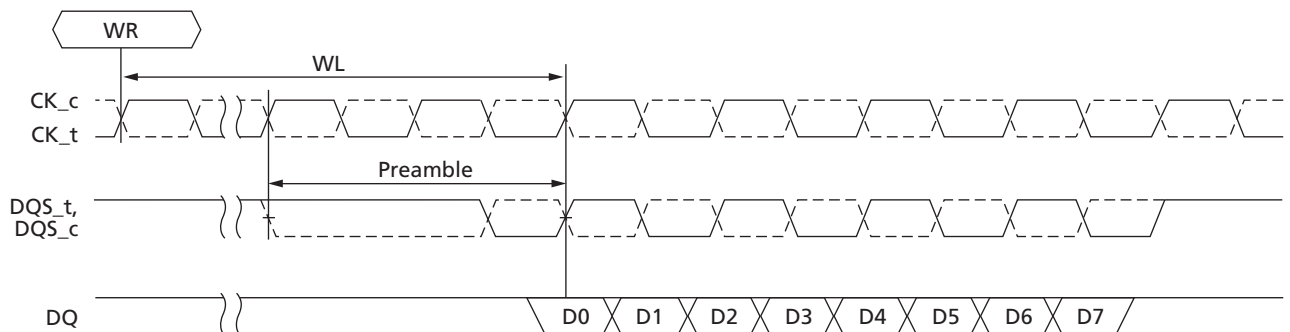 WR
WL
CK_c
CK_t
Preamble
DQS_t,
DQS_c
DQ D0 D1 D2 D3 D4 D5 D6 D7